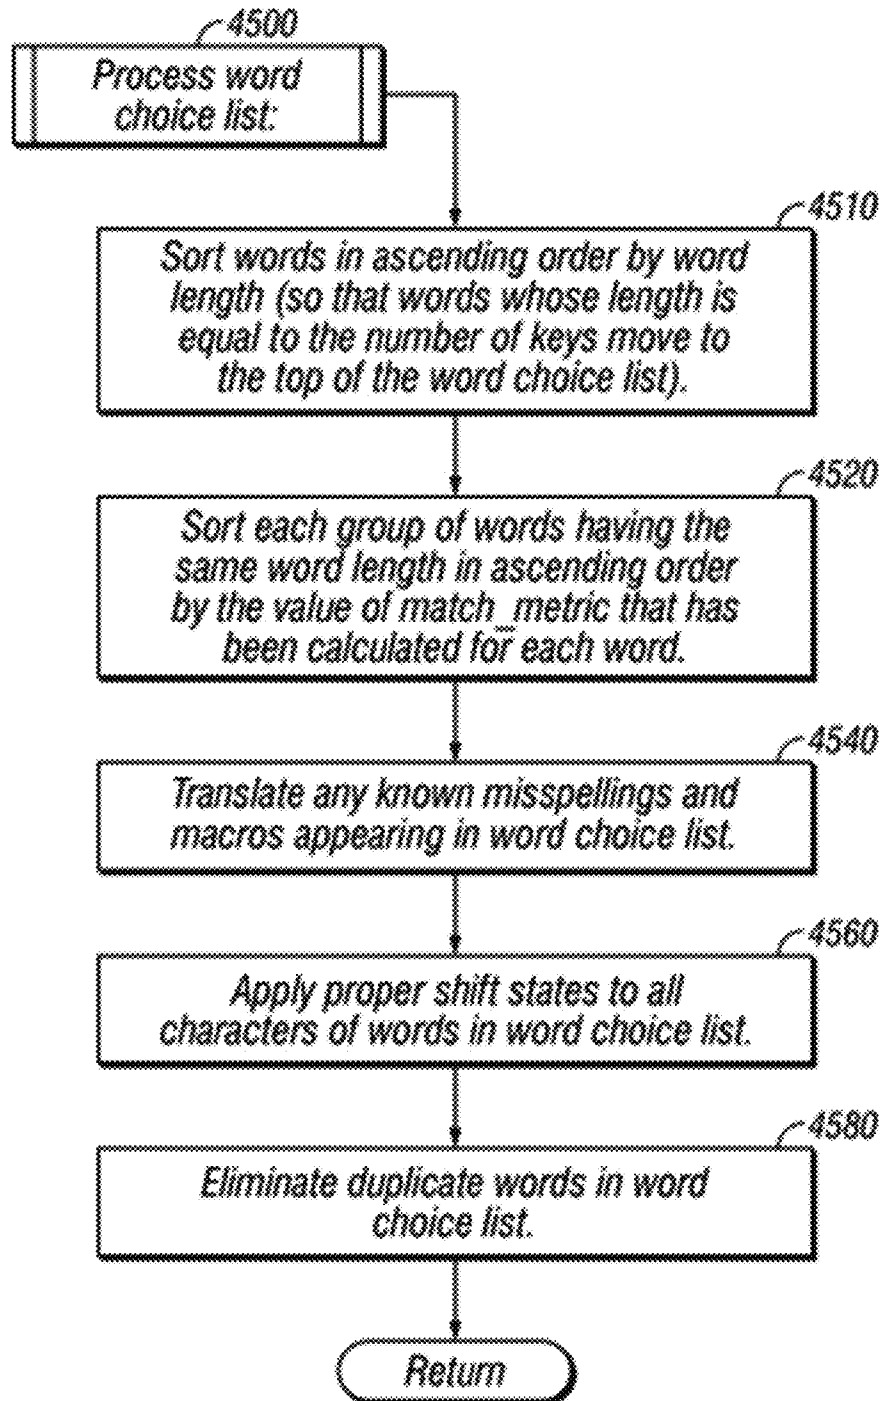 4500
Process word
choice list:
4510
Sort words in ascending order by word
length (so that words whose length is
equal to the number of keys move to
the top of the word choice list).
4520
Sort each group of words having the
same word length in ascending order
by the value of match_metric that has
been calculated for each word.
4540
Translate any known misspellings and
macros appearing in word choice list.
4560
Apply proper shift states to all
characters of words in word choice list.
4580
Eliminate duplicate words in word
choice list.
Return